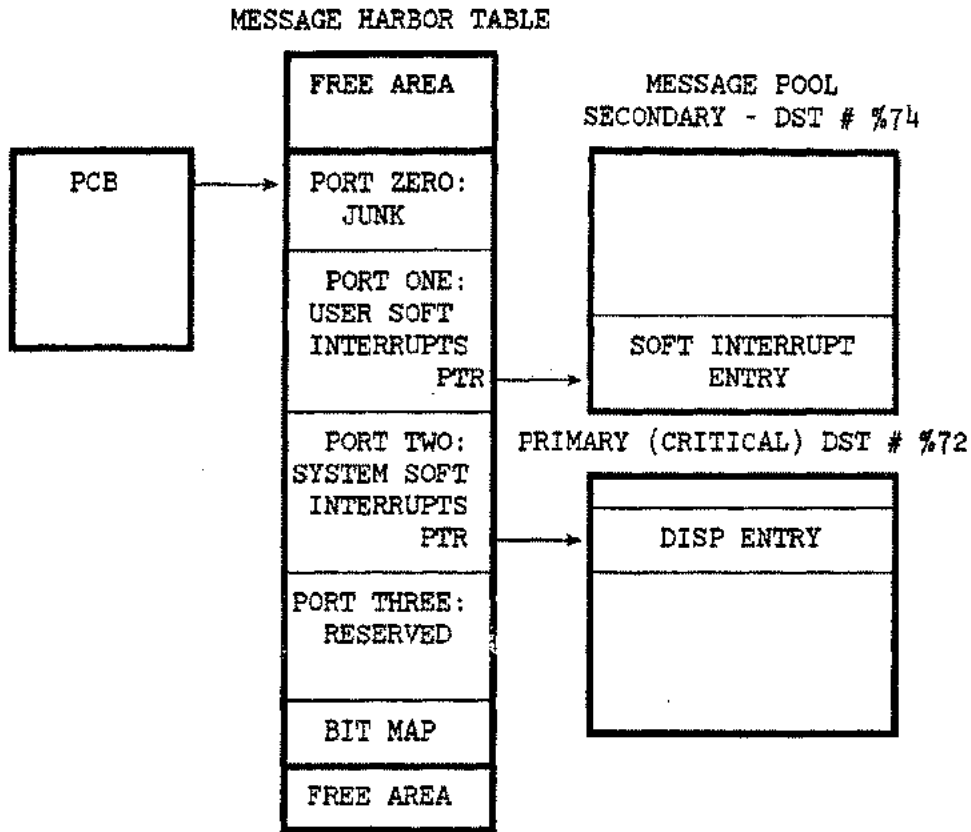 MESSAGE HARBOR TABLE
FREE AREA
MESSAGE POOL
SECONDARY - DST # %74
PCB
PORT ZERO:
JUNK
PORT ONE:
USER SOFT
INTERRUPTS
PTR
SOFT INTERRUPT
ENTRY
PORT TWO:
SYSTEM SOFT
INTERRUPTS
PTR
PRIMARY (CRITICAL) DST # %72
DISP ENTRY
PORT THREE:
RESERVED
BIT MAP
FREE AREA